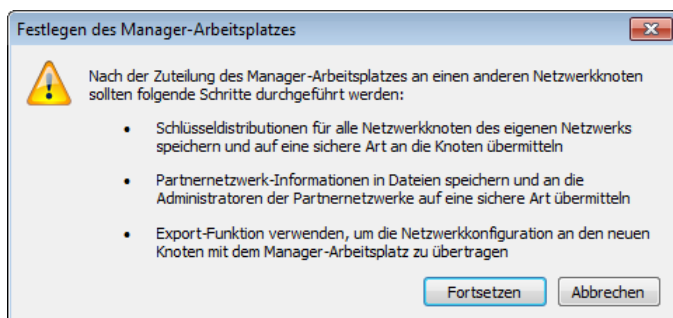 Festlegen des Manager-Arbeitsplatzes
Nach der Zuteilung des Manager-Arbeitsplatzes an einen anderen Netzwerkknoten
sollten folgende Schritte durchgeführt werden:
• Schlüsseldistributionen für alle Netzwerkknoten des eigenen Netzwerks
speichern und auf eine sichere Art an die Knoten übermitteln
• Partnernetzwerk-Informationen in Dateien speichern und an die
Administratoren der Partnernetzwerke auf eine sichere Art übermitteln
• Export-Funktion verwenden, um die Netzwerkkonfiguration an den neuen
Knoten mit dem Manager-Arbeitsplatz zu übertragen
Fortsetzen Abbrechen